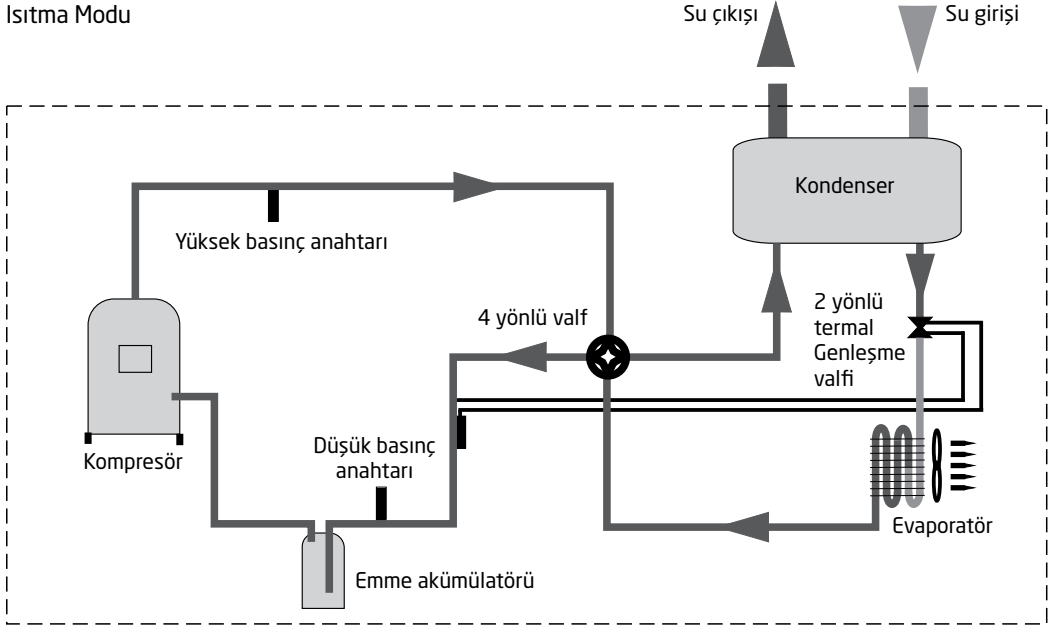 Isıtma Modu
Su çıkışı
Su girişi
Kondenser
Yüksek basınç anahtarı
4 yönlü valf
2 yönlü
termal
Genleşme
valfi
Kompresör
Düşük basınç
anahtarı
Evaporatör
Emme akümülatörü